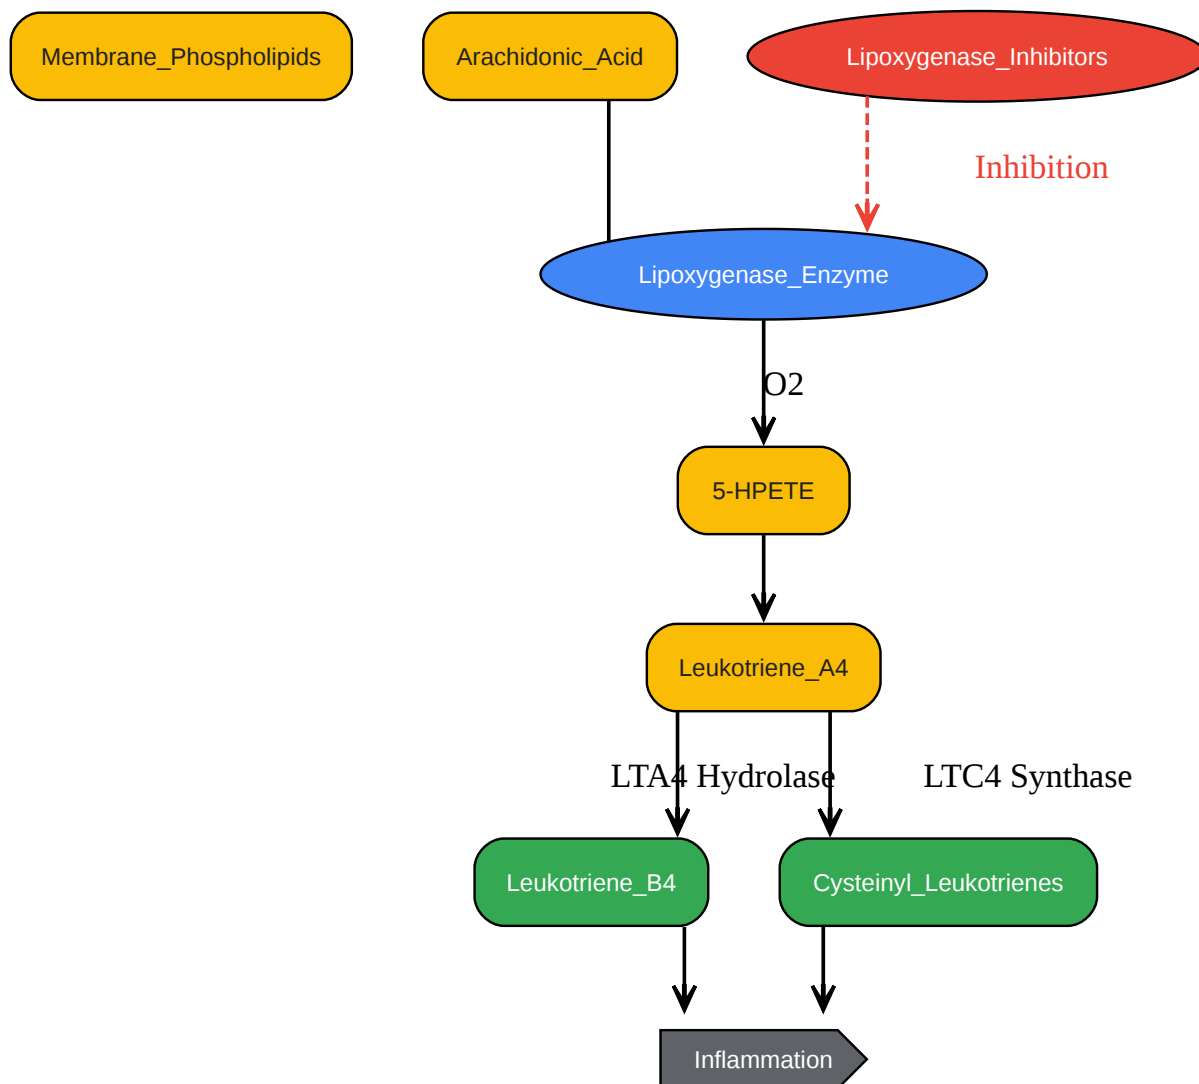 Membrane_Phospholipids
Arachidonic_Acid
Lipoxygenase_Inhibitors
Inhibition
Lipoxygenase_Enzyme
O2
5-HPETE
Leukotriene_A4
LTA4 Hydrolase
LTC4 Synthase
Leukotriene_B4
Cysteinyl_Leukotrienes
Inflammation